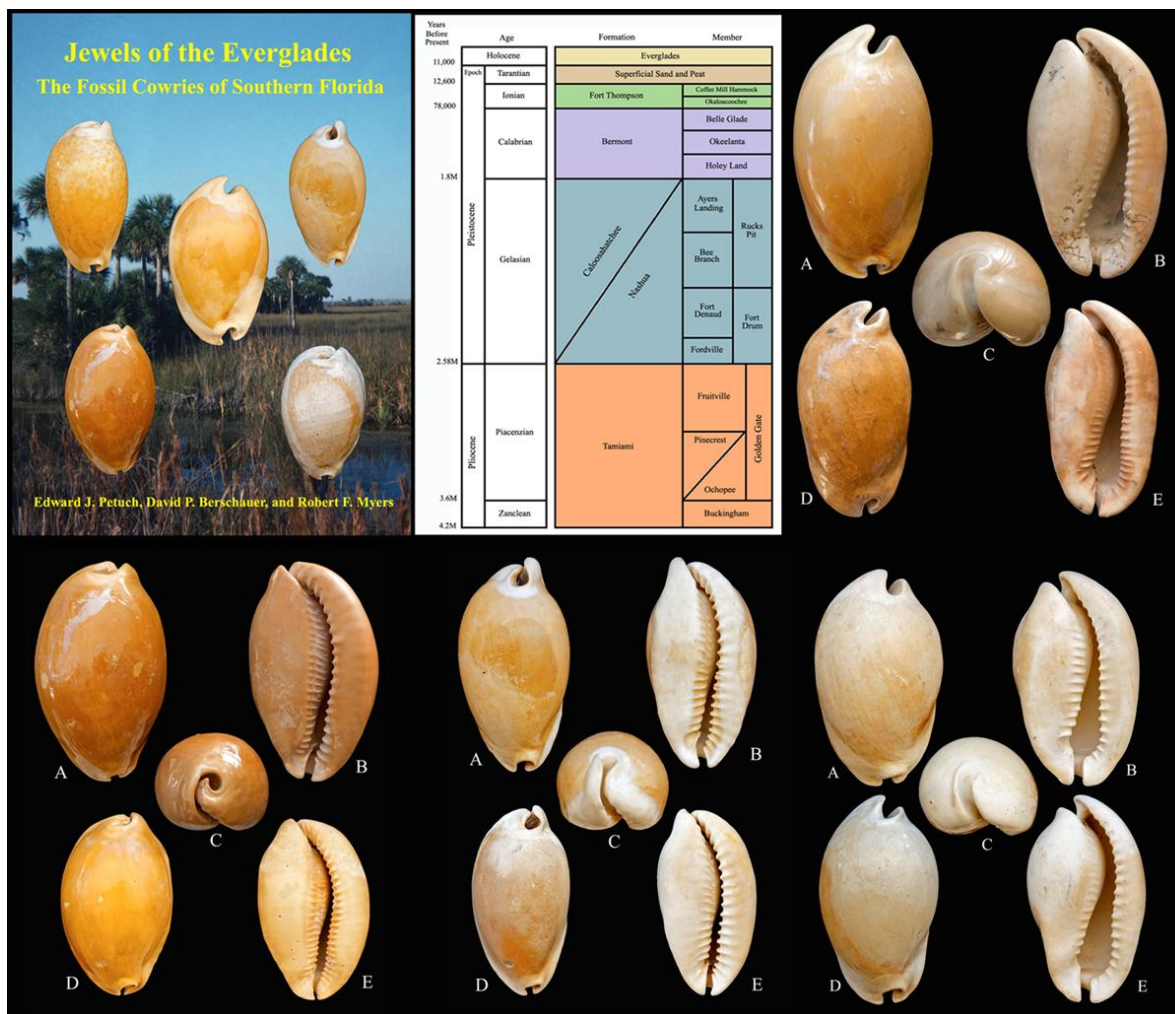 Jewels of the Everglades
The Fossil Cowries of Southern Florida
Edward J. Petuch, David P. Berschauer, and Robert F. Myers
Years
Before
Present
Age
Formation
Member
11,000
Holocene
Everglades
Epoch
Tarantian
Superficial Sand and Peat
12,600
Ionian
Fort Thompson
Coffee Mill Hammock
Okaloacoochee
78,000
Calabrian
Bermont
Belle Glade
Okeelanta
Holey Land
1.8M
Pleistocene
Gelasian
Caloosahatchee
Nashua
Ayers
Landing
Rucks
Pit
Bee
Branch
Fort
Denaud
Fort
Drum
Fordville
2.58M
Pliocene
Piacenzian
Tamiami
Fruitville
Pinecrest
Golden Gate
Ochopee
3.6M
Zanclean
Buckingham
4.2M
A
B
C
D
E
A
B
C
D
E
A
B
C
D
E
A
B
C
D
E